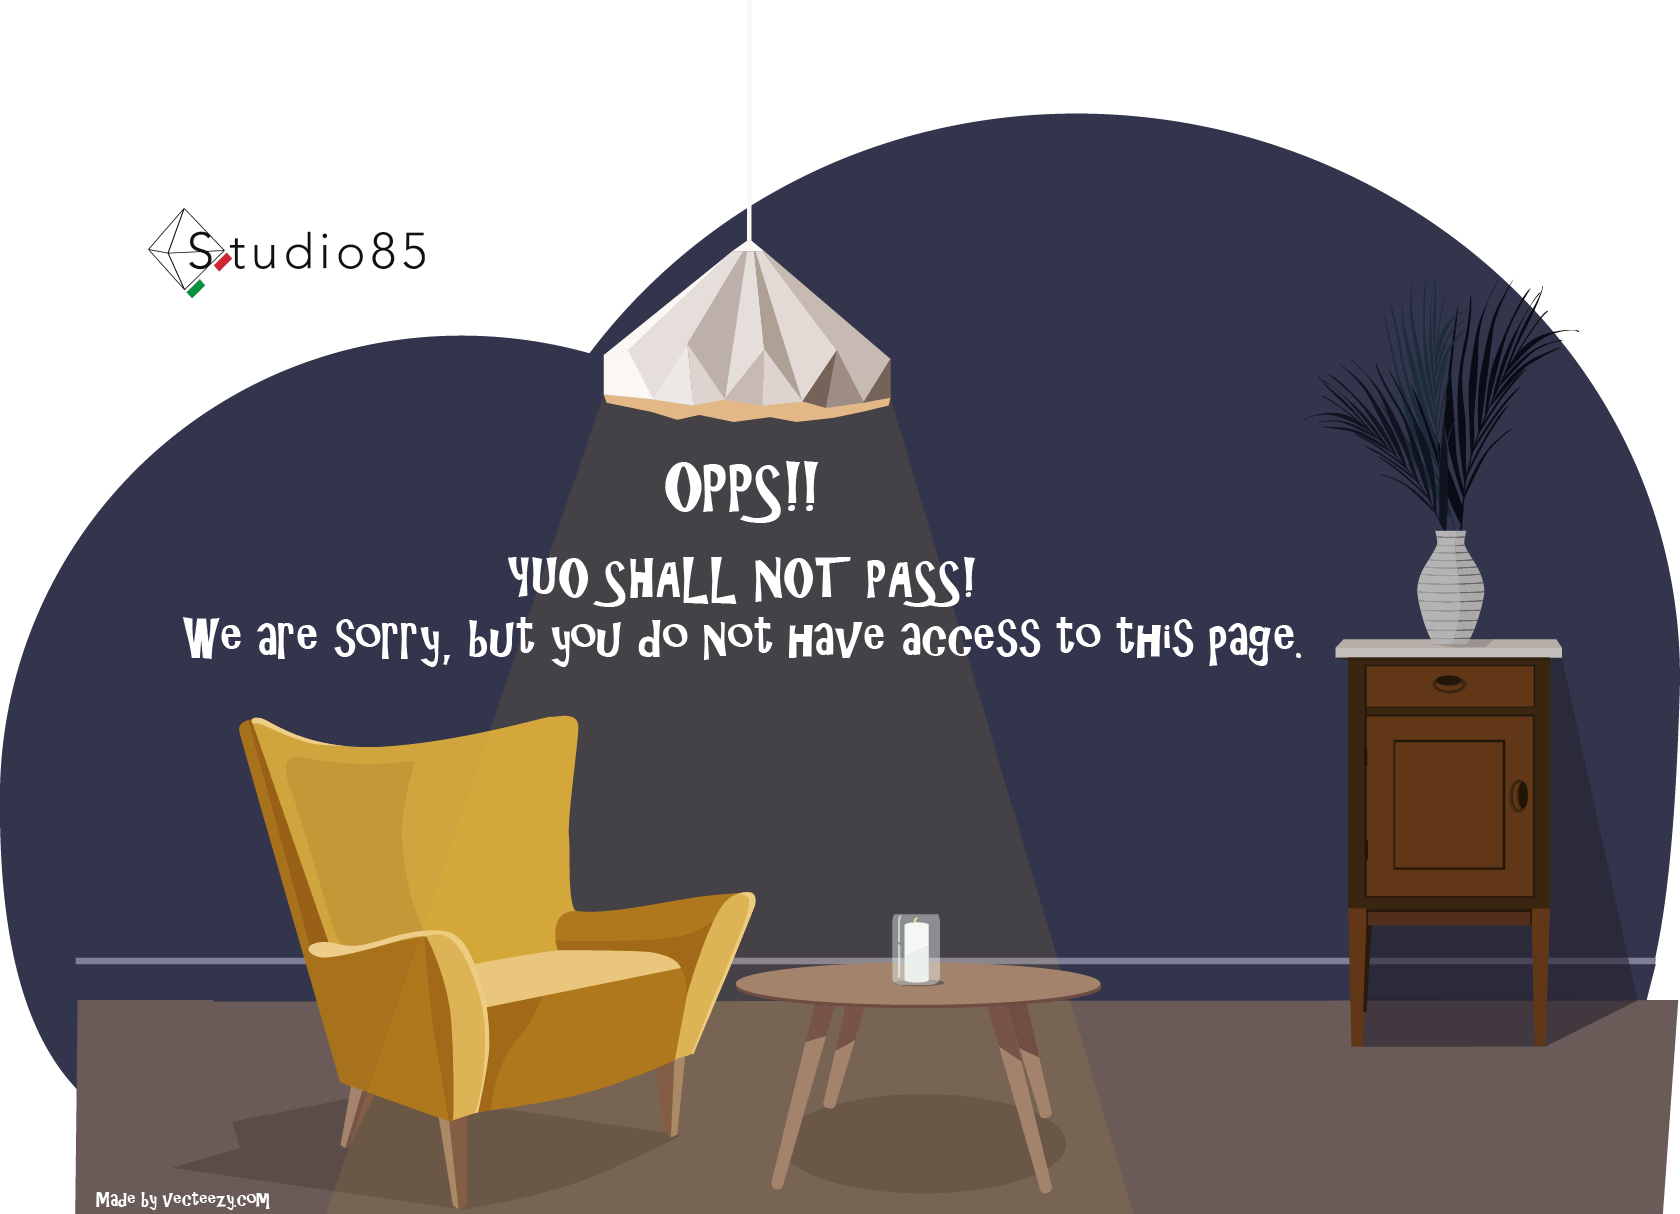 Studio85
OPPS!!
YUO SHALL NOT PASS!
We are sorry, but you do not have access to this page.
Made by Vecteezy.com